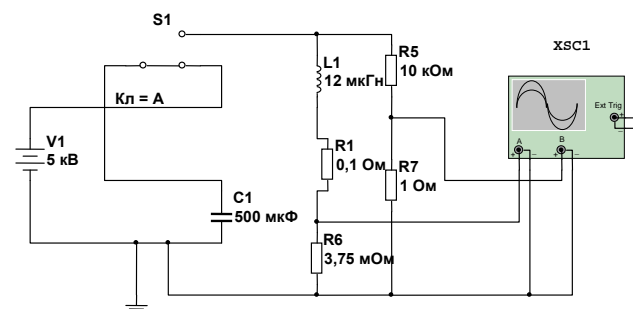 S1
XSC1
L1
12 мкГн
R5
10 кОм
Ext Trig
+
−
Кл = A
V1
5 кВ
R1
0,1 Ом
A
B
+ − + −
R7
1 Ом
C1
500 мкФ
R6
3,75 мОм